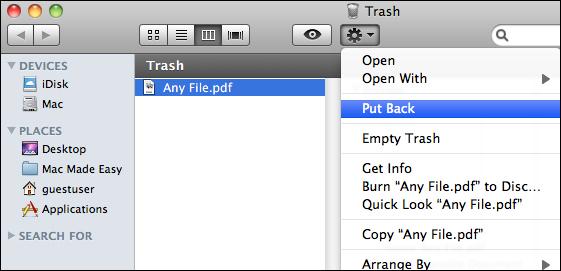 Trash
Trash
DEVICES
iDisk
Mac
PLACES
Desktop
Mac Made Easy
guestuser
Applications
SEARCH FOR
Any File.pdf
Open
Open With
Put Back
Empty Trash
Get Info
Burn “Any File.pdf” to Disc...
Quick Look “Any File.pdf”
Copy “Any File.pdf”
Arrange By